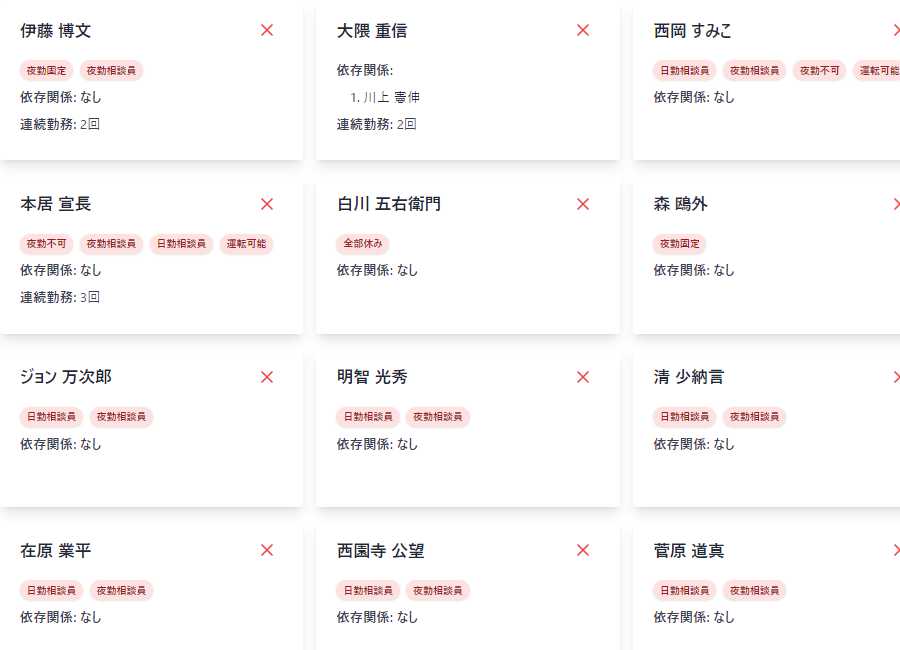 伊藤 博文
夜勤固定 夜勤相談員
依存関係: なし
連続勤務: 2回
大隈 重信
依存関係:
1. 川上 憲伸
連続勤務: 2回
西岡 すみこ
日勤相談員 夜勤相談員 夜勤不可 運転可能
依存関係: なし
本居 宣長
夜勤不可 夜勤相談員 日勤相談員 運転可能
依存関係: なし
連続勤務: 3回
白川 五右衛門
全部休み
依存関係: なし
森 鴎外
夜勤固定
依存関係: なし
ジョン 万次郎
日勤相談員 夜勤相談員
依存関係: なし
明智 光秀
日勤相談員 夜勤相談員
依存関係: なし
清 少納言
日勤相談員 夜勤相談員
依存関係: なし
在原 業平
日勤相談員 夜勤相談員
依存関係: なし
西園寺 公望
日勤相談員 夜勤相談員
依存関係: なし
菅原 道真
日勤相談員 夜勤相談員
依存関係: なし